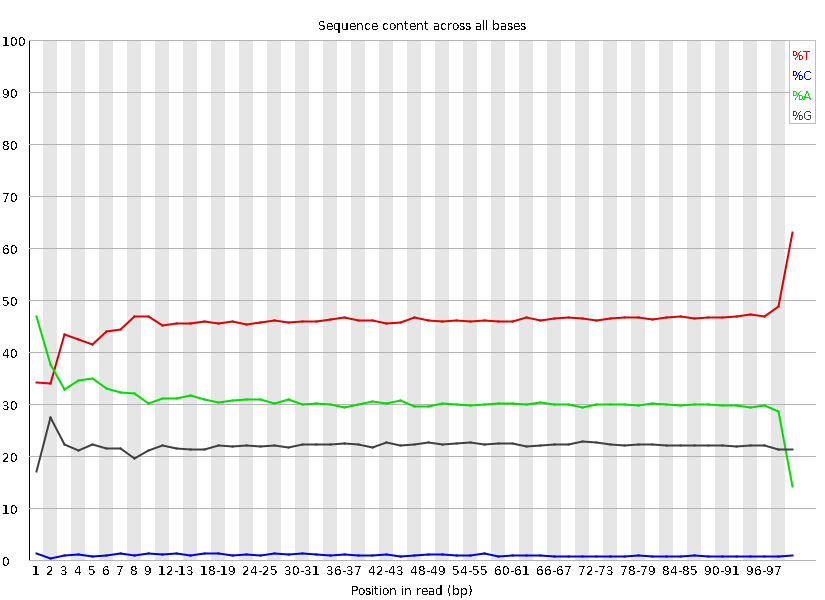 Sequence content across all bases
100
90
80
70
60
50
40
30
20
10
0
%T
%C
%A
%G
1 2 3 4 5 6 7 8 9 12-13 18-19 24-25 30-31 36-37 42-43 48-49 54-55 60-61 66-67 72-73 78-79 84-85 90-91 96-97
Position in read (bp)